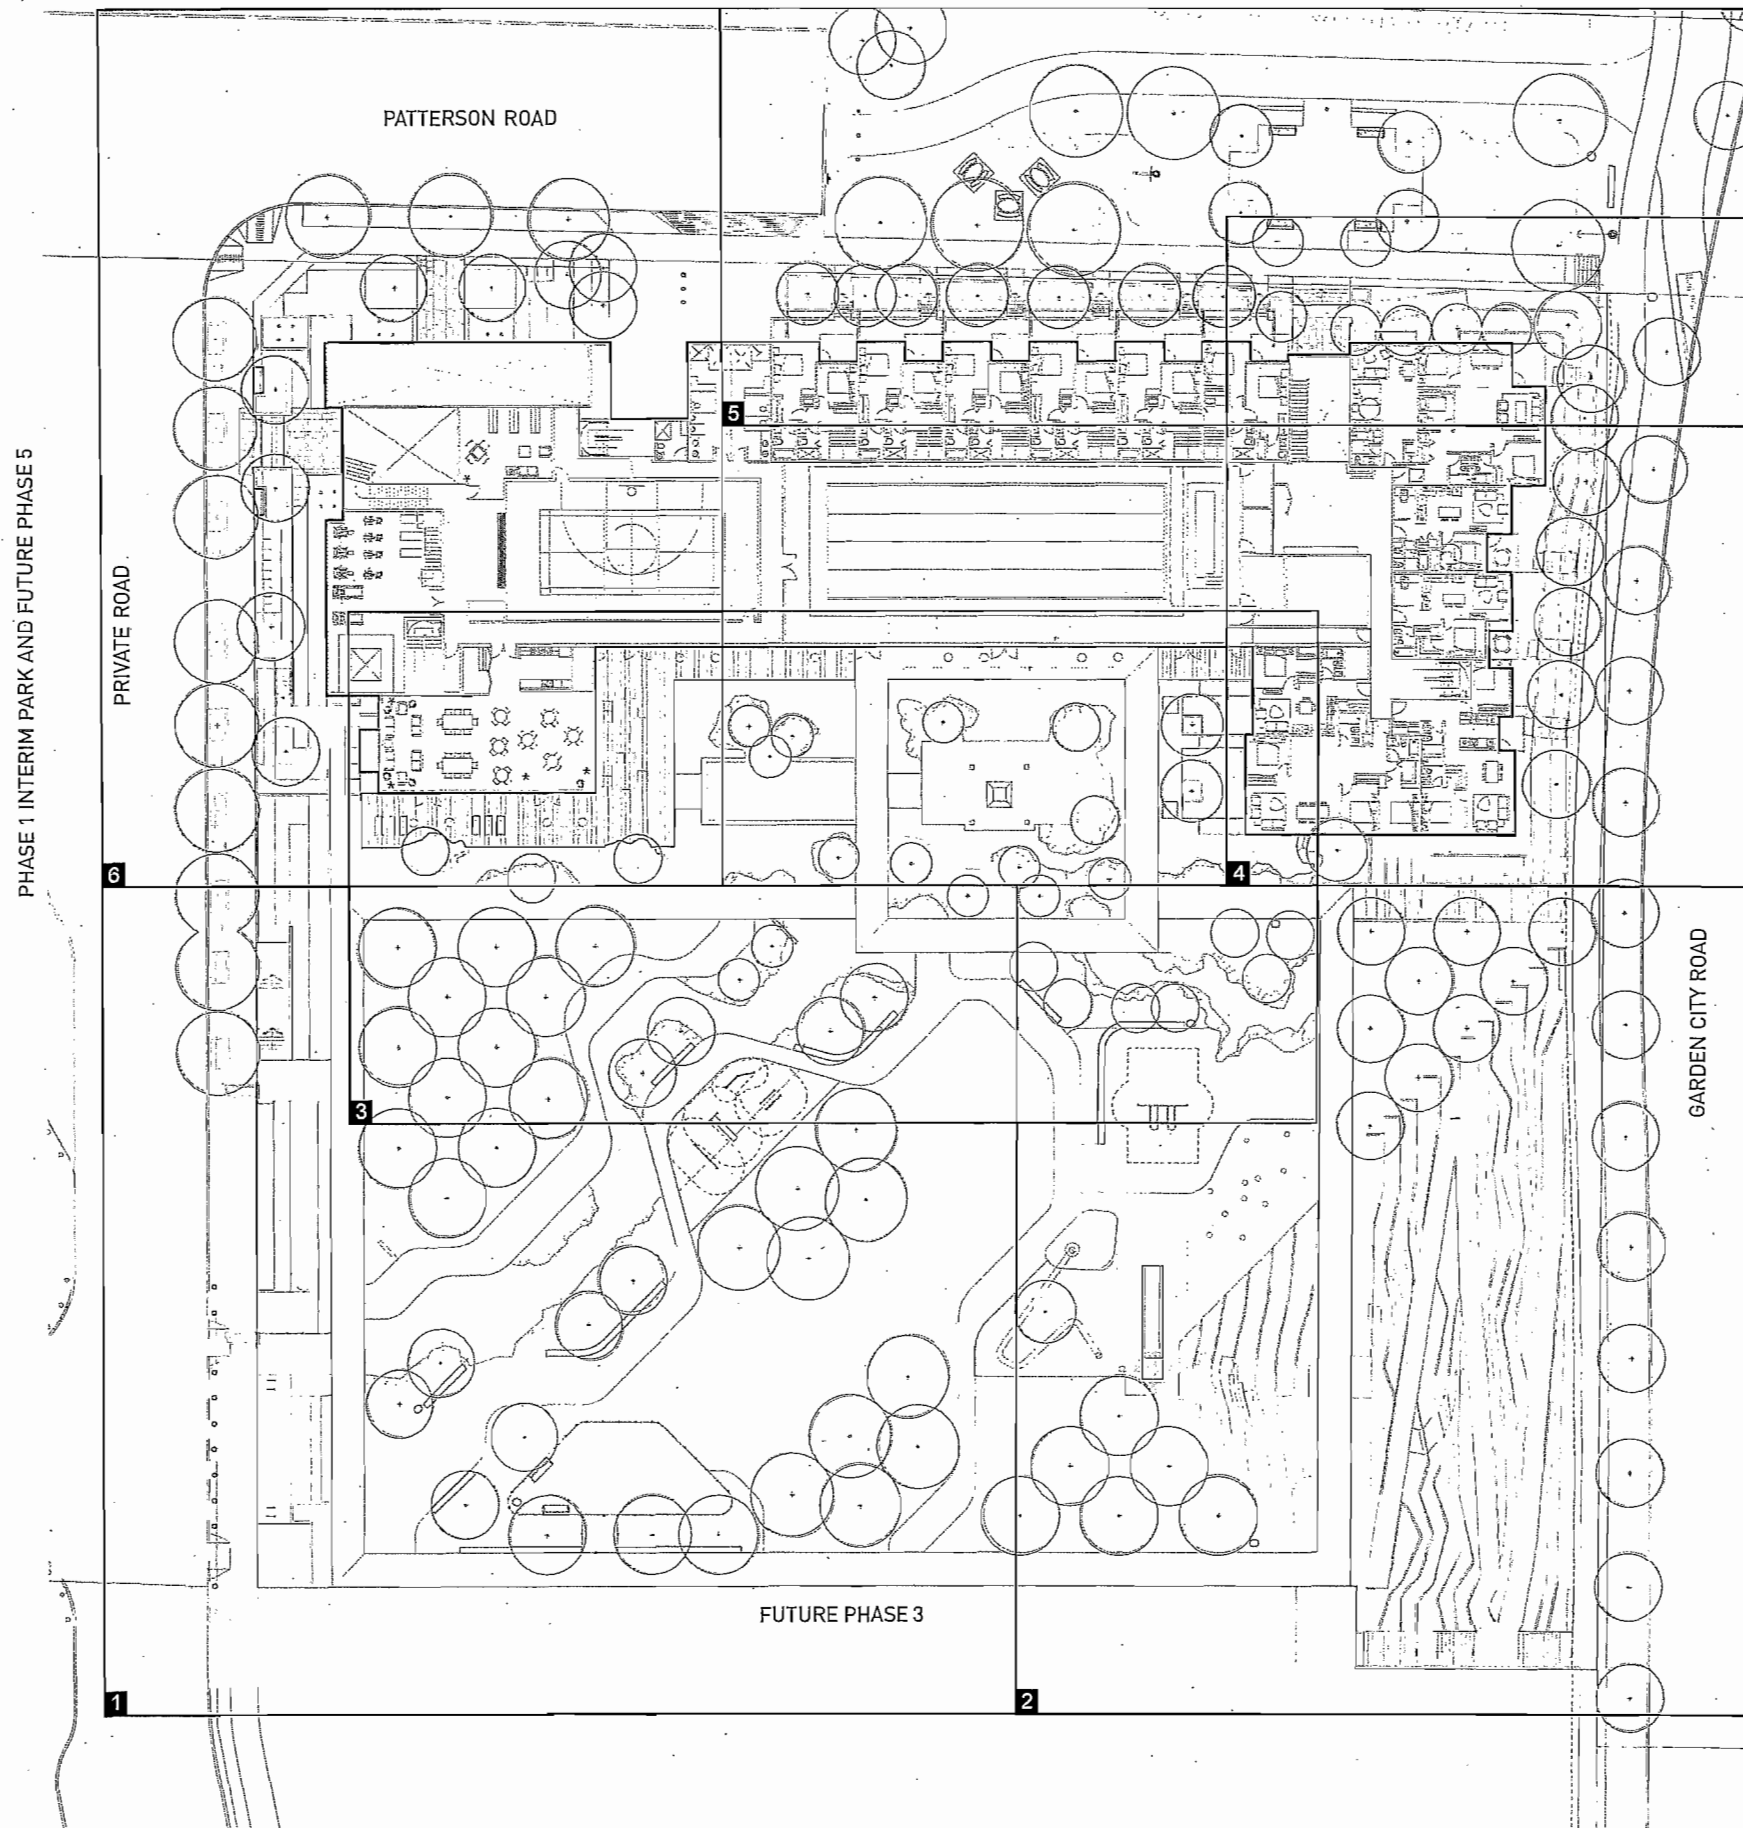 PATTERSON ROAD
5
PHASE 1 INTERIM PARK AND FUTURE PHASE 5
PRIVATE ROAD
6
4
GARDEN CITY ROAD
3
FUTURE PHASE 3
1
2